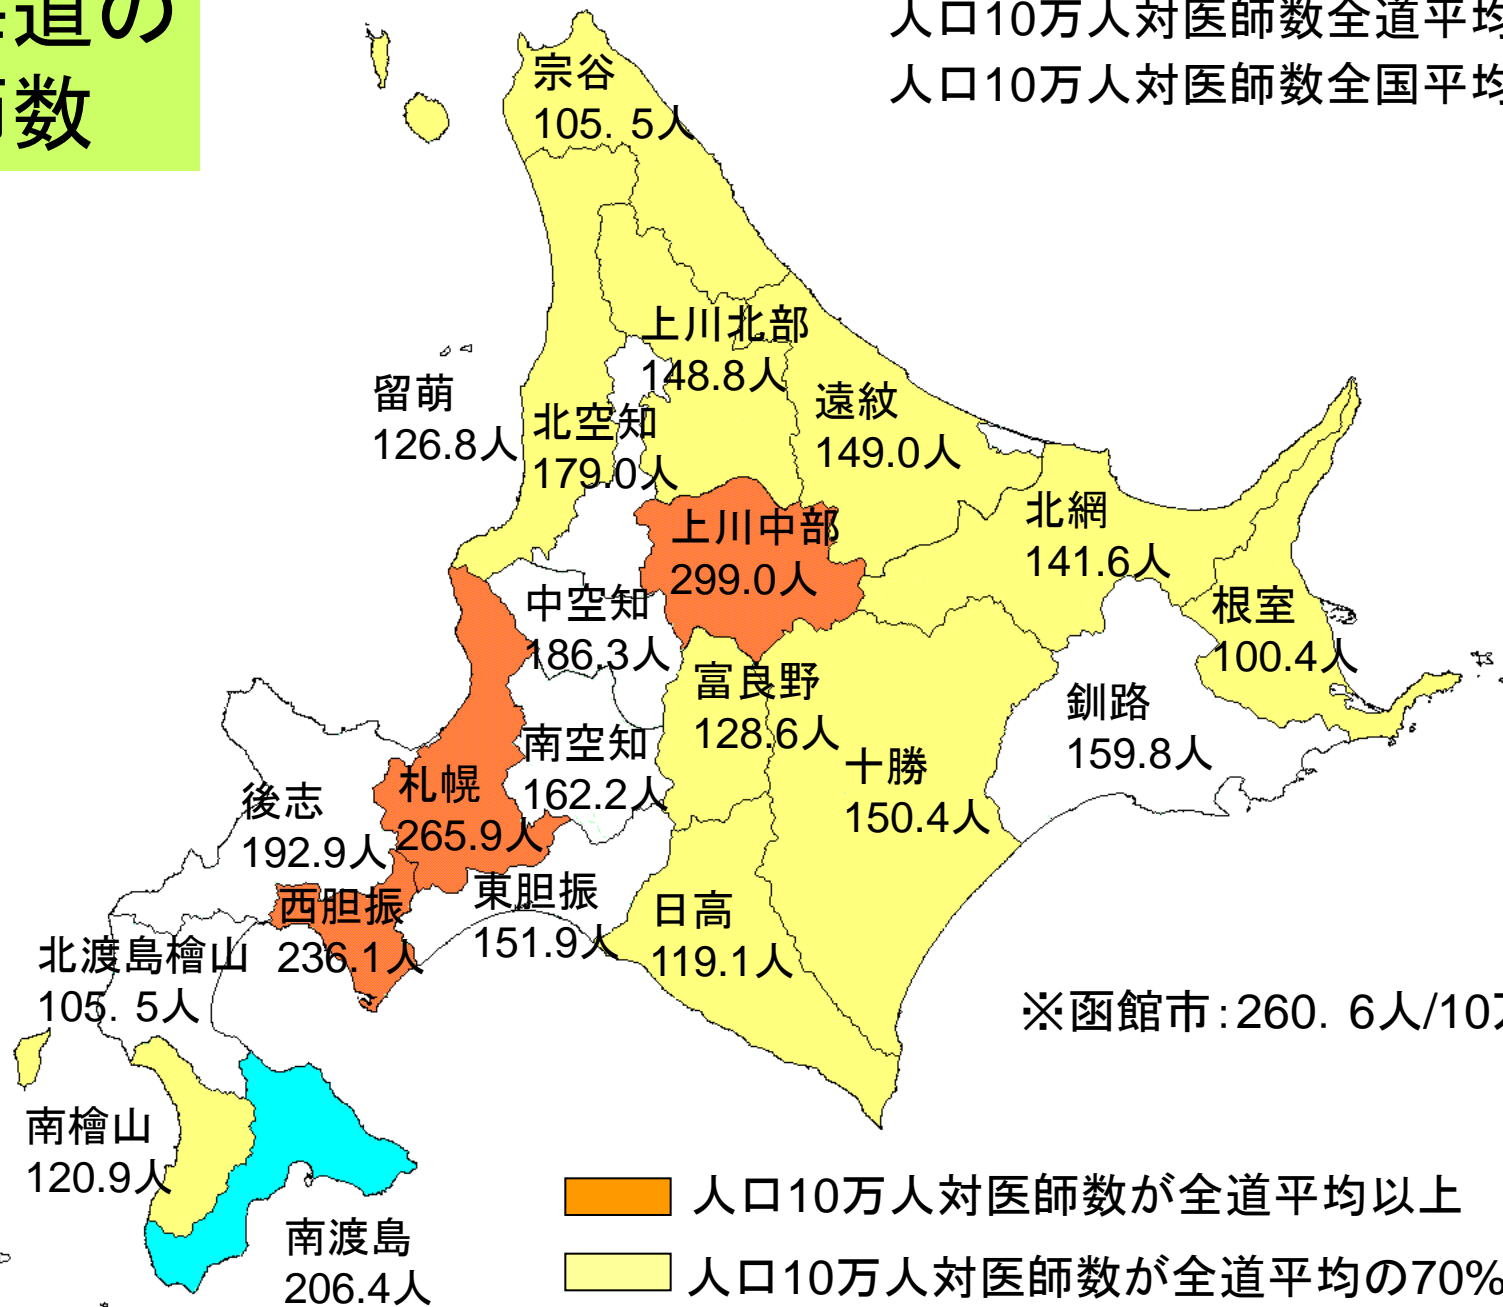 道の
数
人口10万人対医師数全道平均
人口10万人対医師数全国平均
宗谷
105. 5人
上川北部
148.8人
留萌
126.8人
北空知
179.0人
遠紋
149.0人
上川中部
299.0人
北網
141.6人
中空知
186.3人
根室
100.4人
富良野
128.6人
釧路
159.8人
南空知
162.2人
十勝
150.4人
後志
192.9人
札幌
265.9人
西胆振
236.1人
東胆振
151.9人
日高
119.1人
北渡島檜山
105. 5人
※函館市:260. 6人/10万
南檜山
120.9人
南渡島
206.4人
人口10万人対医師数が全道平均以上
人口10万人対医師数が全道平均の70%